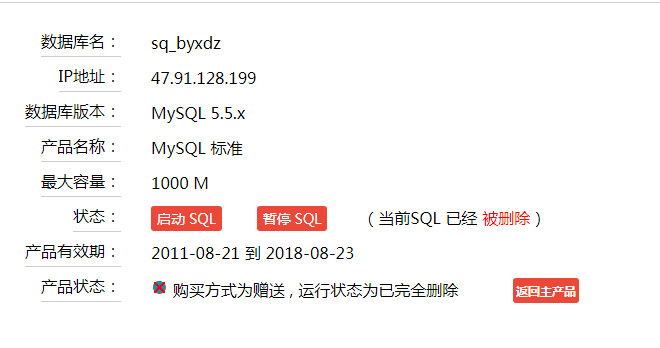 数据库名： sq_byxdz
IP地址： 47.91.128.199
数据库版本： MySQL 5.5.x
产品名称： MySQL 标准
最大容量： 1000 M
状态： 启动 SQL 暂停 SQL （ 当前SQL 已经 被删除 ）
产品有效期： 2011-08-21 到 2018-08-23
产品状态： 购买方式为赠送 , 运行状态为已完全删除 返回主产品